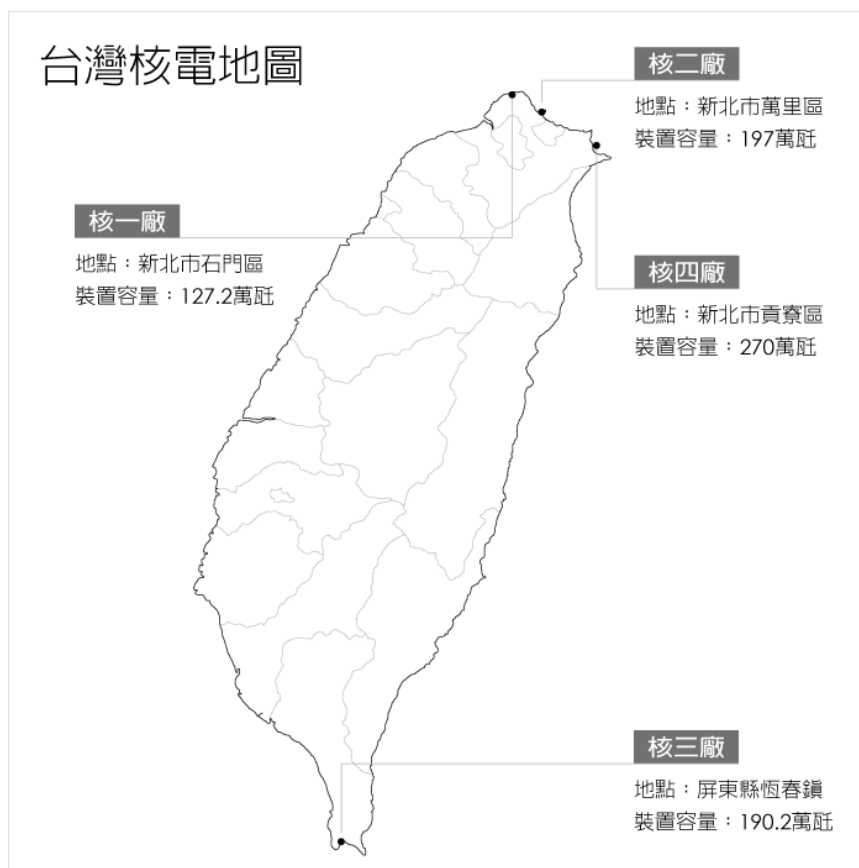 台灣核電地圖
核二廠
地點：新北市萬里區
裝置容量：197萬瓩
核一廠
地點：新北市石門區
裝置容量：127.2萬瓩
核四廠
地點：新北市貢寮區
裝置容量：270萬瓩
核三廠
地點：屏東縣恆春鎮
裝置容量：190.2萬瓩